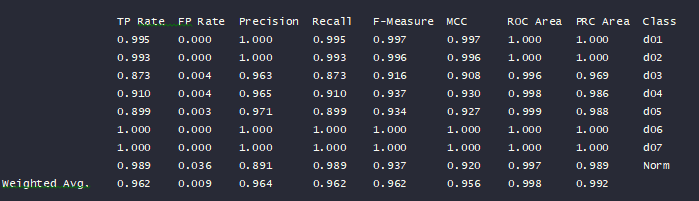 TP Rate FP Rate Precision Recall F-Measure MCC ROC Area PRC Area Class
0.995 0.000 1.000 0.995 0.997 0.997 1.000 1.000 d01
0.993 0.000 1.000 0.993 0.996 0.996 1.000 1.000 d02
0.873 0.004 0.963 0.873 0.916 0.908 0.996 0.969 d03
0.910 0.004 0.965 0.910 0.937 0.930 0.998 0.986 d04
0.899 0.003 0.971 0.899 0.934 0.927 0.999 0.988 d05
1.000 0.000 1.000 1.000 1.000 1.000 1.000 1.000 d06
1.000 0.000 1.000 1.000 1.000 1.000 1.000 1.000 d07
0.989 0.036 0.891 0.989 0.937 0.920 0.997 0.989 Norm
Weighted Avg. 0.962 0.009 0.964 0.962 0.962 0.956 0.998 0.992